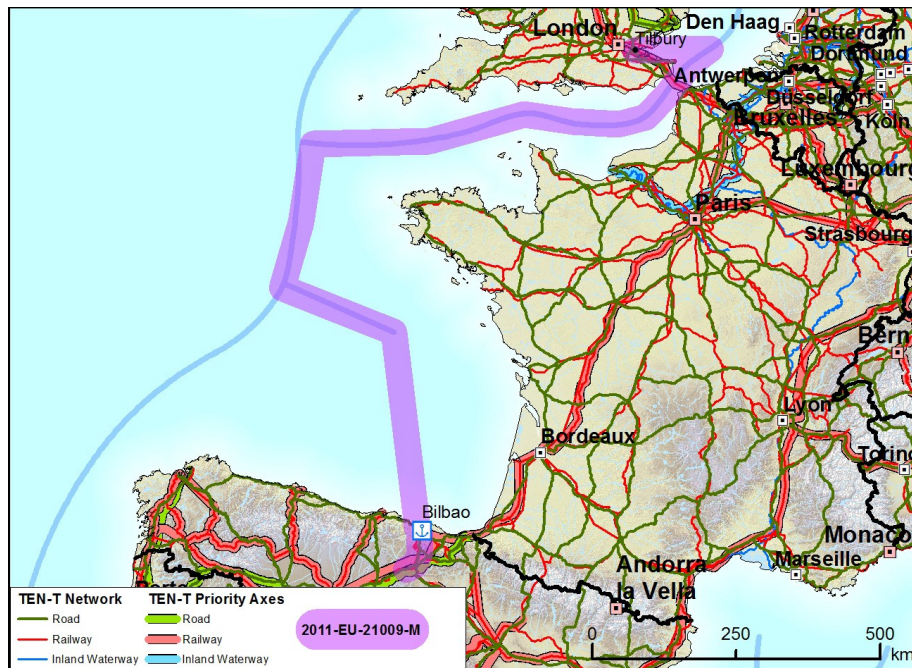 Den Haag
London
Tilbury
Rotterdam
Dortmund
Antwerpen
Düsseldorf
Bruxelles
Köln
Luxembourg
Paris
Strasbourg
Bern
Lyon
Bordeaux
Torino
Bilbao
Monaco
Marseille
Andorra
la Vella
TEN-T Network
TEN-T Priority Axes
Road
Road
Railway
Railway
Inland Waterway
Inland Waterway
2011-EU-21009-M
0
250
500
km